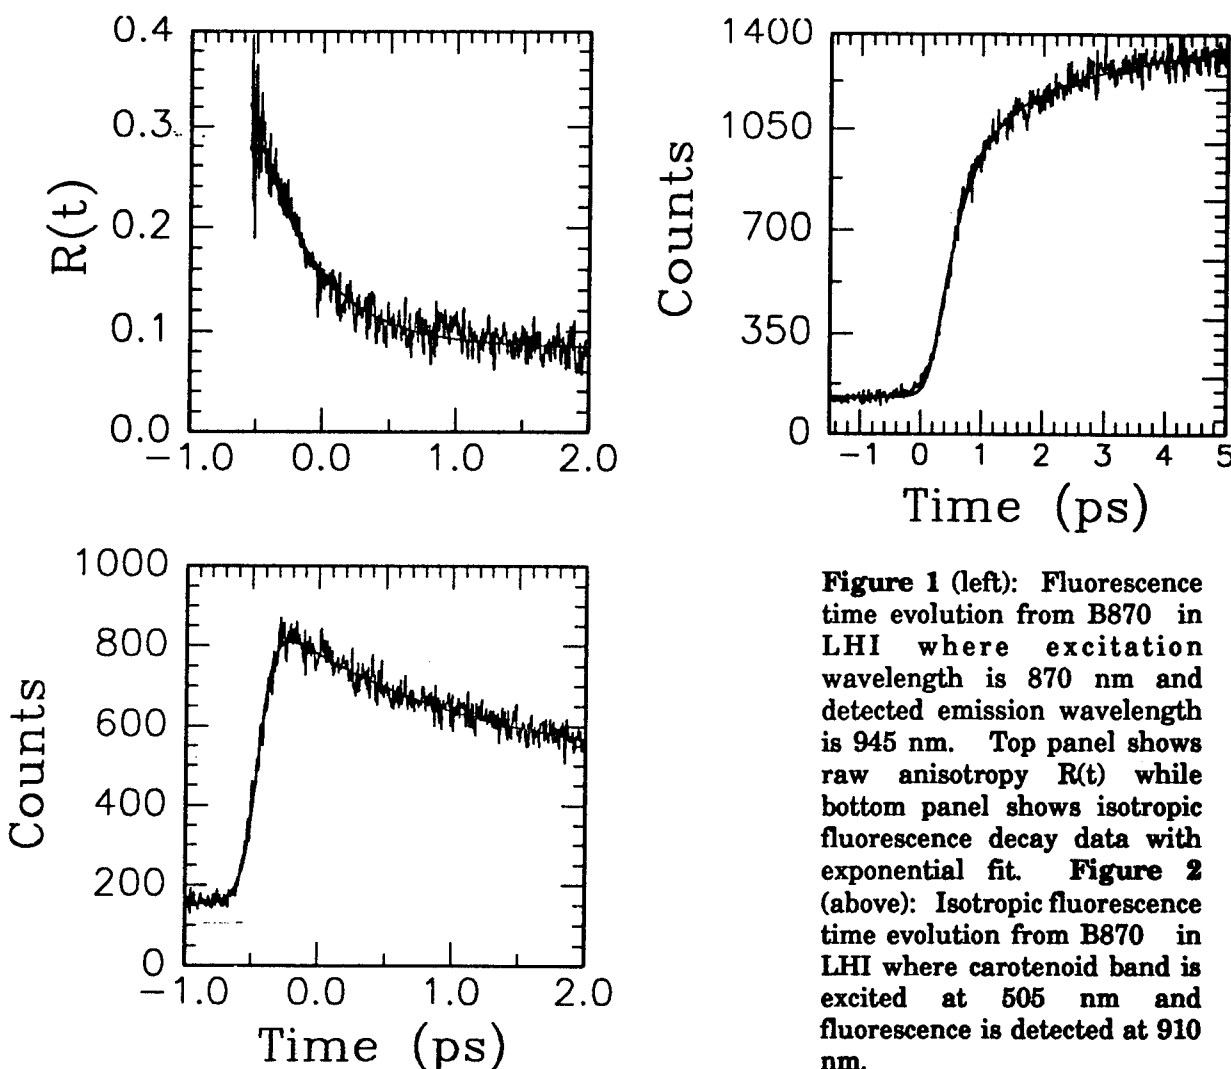 0.4
0.3
0.2
0.1
0.0
R(t)
−1.0 0.0 1.0 2.0
1400
1050
700
350
0
Counts
−1 0 1 2 3 4 5
Time (ps)
1000
800
600
400
200
0
Counts
−1.0 0.0 1.0 2.0
Time (ps)
Figure 1 (left): Fluorescence
time evolution from B870 in
LHI where excitation
wavelength is 870 nm and
detected emission wavelength
is 945 nm. Top panel shows
raw anisotropy R(t) while
bottom panel shows isotropic
fluorescence decay data with
exponential fit. Figure 2
(above): Isotropic fluorescence
time evolution from B870 in
LHI where carotenoid band is
excited at 505 nm and
fluorescence is detected at 910
nm.